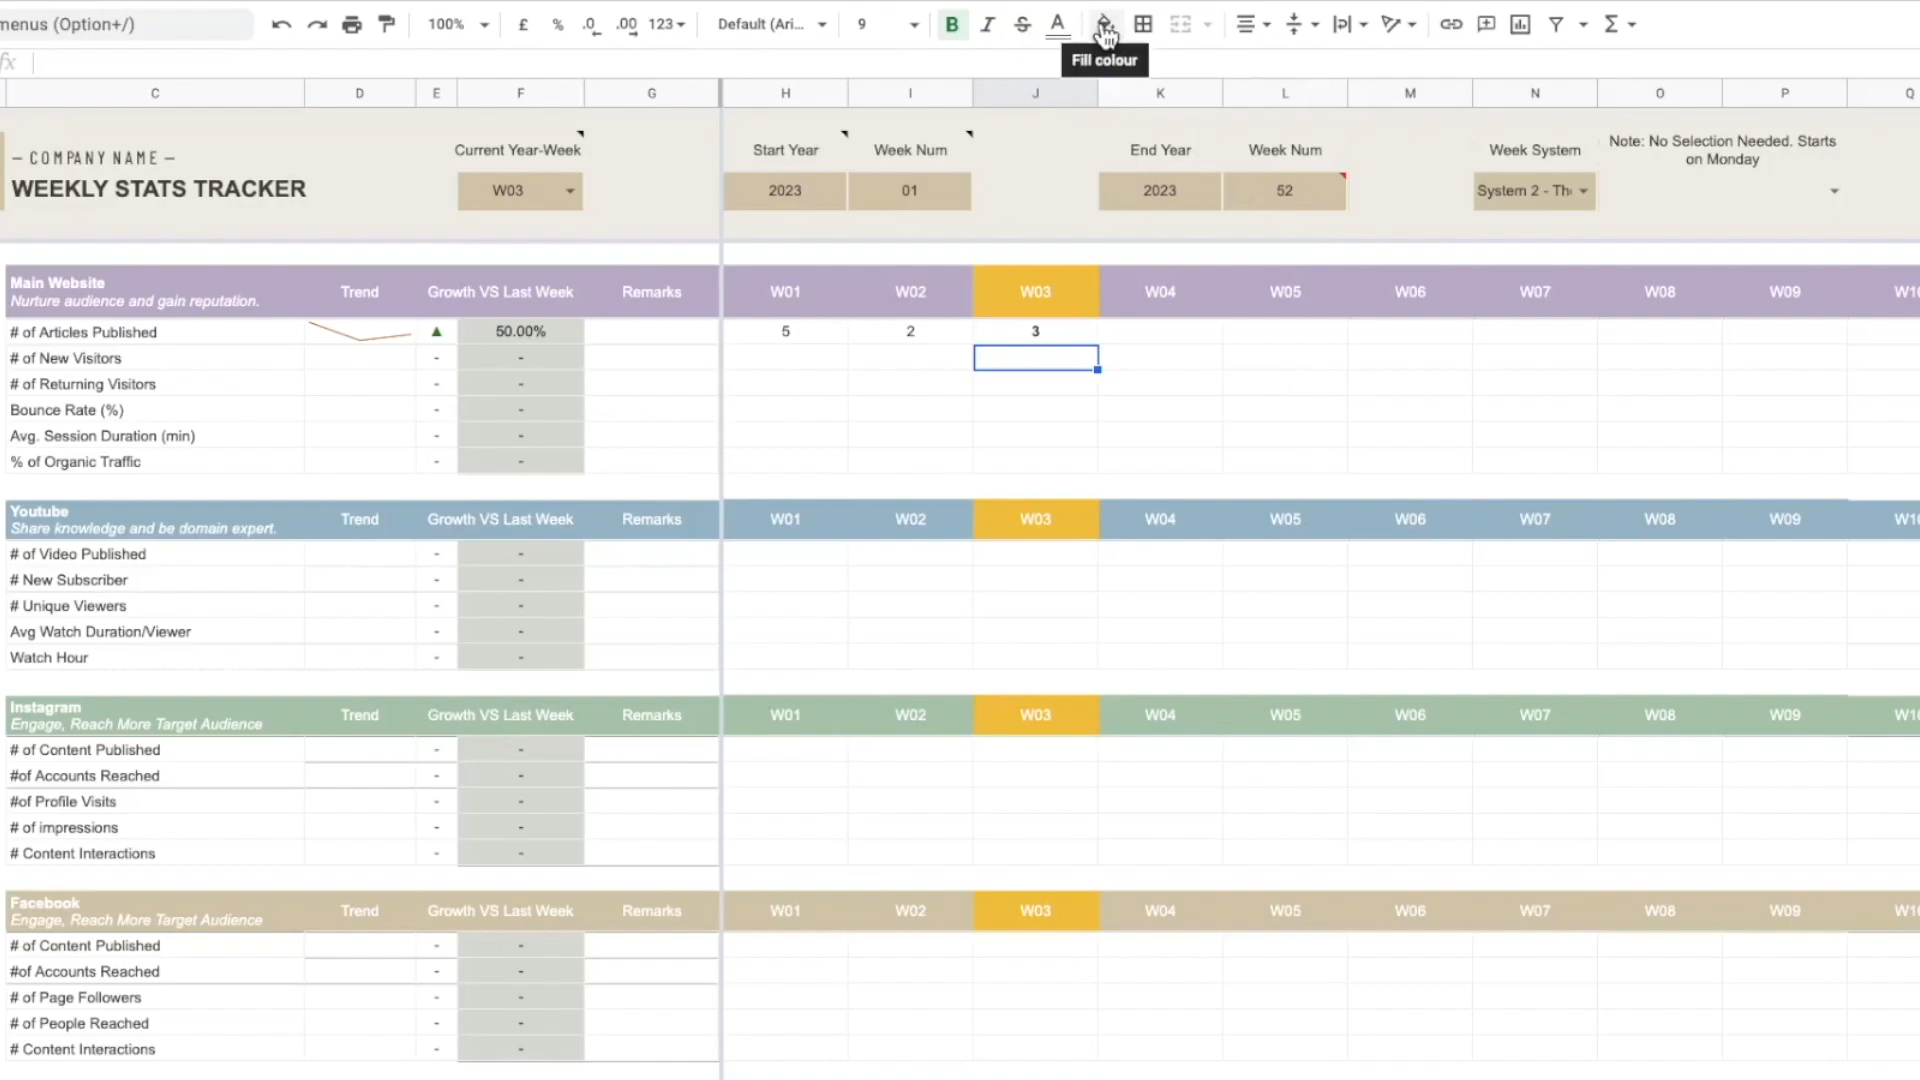 menus (Option+/) 100% £ % .0 .00 123 Default (Ari... 9 B I S A Σ
Fill colour
fx
C D E F G H I J K L M N O P Q
— COMPANY NAME —
WEEKLY STATS TRACKER
Current Year-Week
W03
Start Year Week Num
2023 01
End Year Week Num
2023 52
Week System
System 2 - Th
Note: No Selection Needed. Starts
on Monday
Main Website
Nurture audience and gain reputation.
Trend Growth VS Last Week Remarks W01 W02 W03 W04 W05 W06 W07 W08 W09 W10
# of Articles Published ▲ 50.00% 5 2 3
# of New Visitors - -
# of Returning Visitors - -
Bounce Rate (%) - -
Avg. Session Duration (min) - -
% of Organic Traffic - -
Youtube
Share knowledge and be domain expert.
Trend Growth VS Last Week Remarks W01 W02 W03 W04 W05 W06 W07 W08 W09 W10
# of Video Published - -
# New Subscriber - -
# Unique Viewers - -
Avg Watch Duration/Viewer - -
Watch Hour - -
Instagram
Engage, Reach More Target Audience
Trend Growth VS Last Week Remarks W01 W02 W03 W04 W05 W06 W07 W08 W09 W10
# of Content Published - -
#of Accounts Reached - -
#of Profile Visits - -
# of impressions - -
# Content Interactions - -
Facebook
Engage, Reach More Target Audience
Trend Growth VS Last Week Remarks W01 W02 W03 W04 W05 W06 W07 W08 W09 W10
# of Content Published - -
#of Accounts Reached - -
# of Page Followers - -
# of People Reached - -
# Content Interactions - -